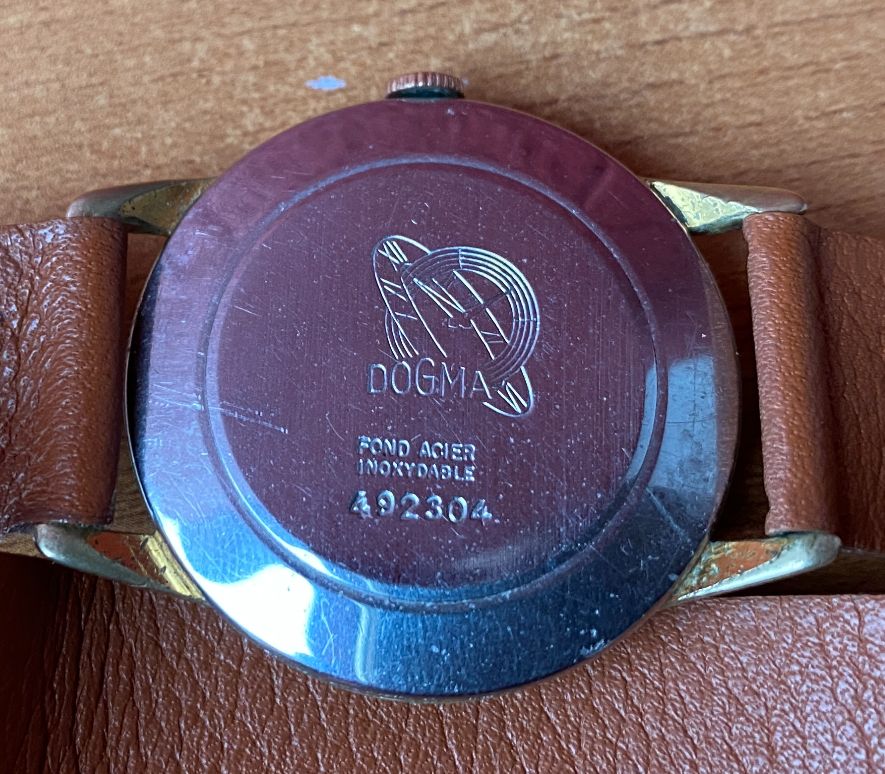 DOGMA
FOND ACIER
INOXYDABLE
492304